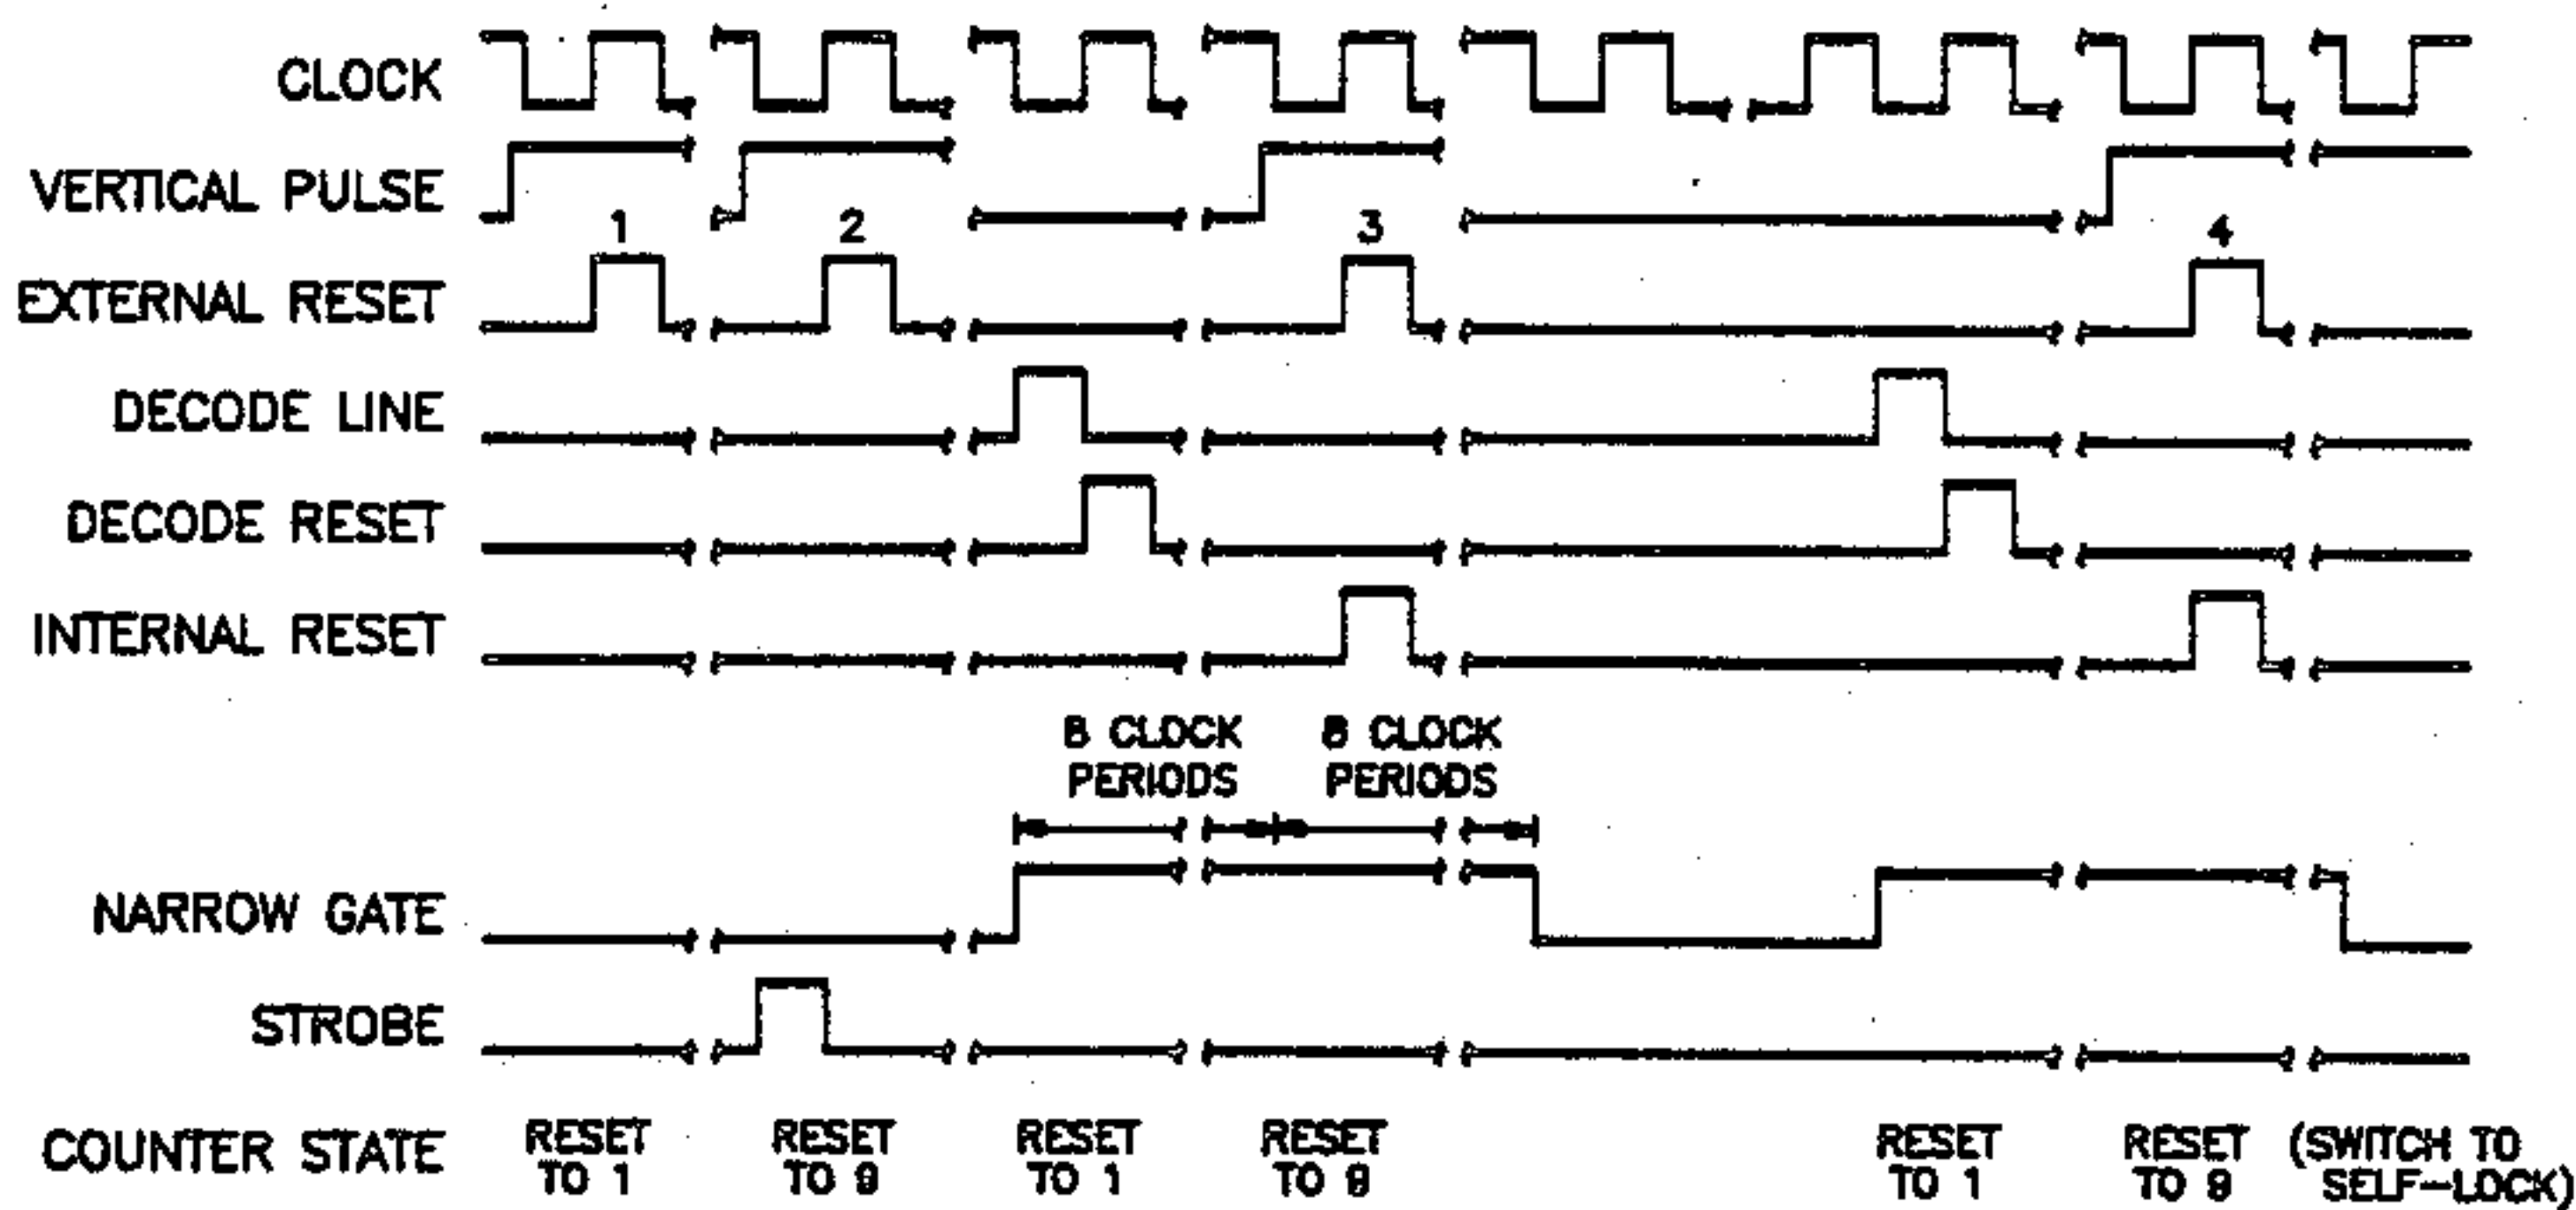 CLOCK
VERTICAL PULSE
1 2 3 4
EXTERNAL RESET
DECODE LINE
DECODE RESET
INTERNAL RESET
8 CLOCK PERIODS
8 CLOCK PERIODS
NARROW GATE
STROBE
COUNTER STATE
RESET TO 1
RESET TO 9
RESET TO 1
RESET TO 9
RESET TO 1
RESET TO 9
(SWITCH TO SELF-LOCK)